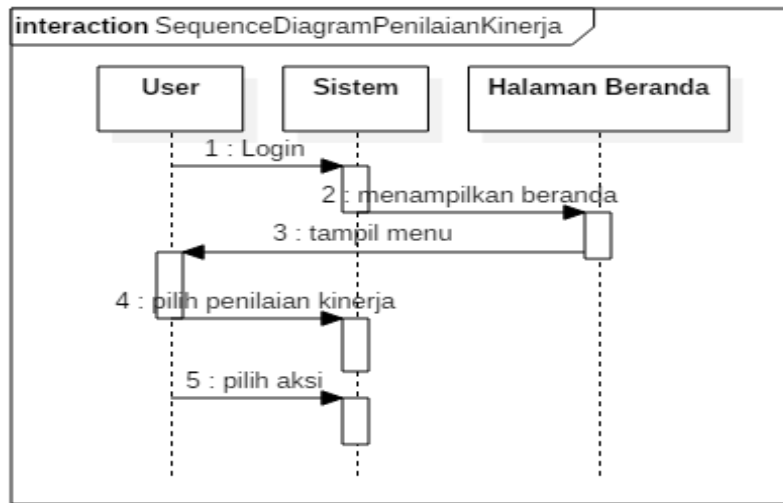 interaction SequenceDiagramPenilaianKinerja
User
Sistem
Halaman Beranda
1 : Login
2 : menampilkan beranda
3 : tampil menu
4 : pilih penilaian kinerja
5 : pilih aksi